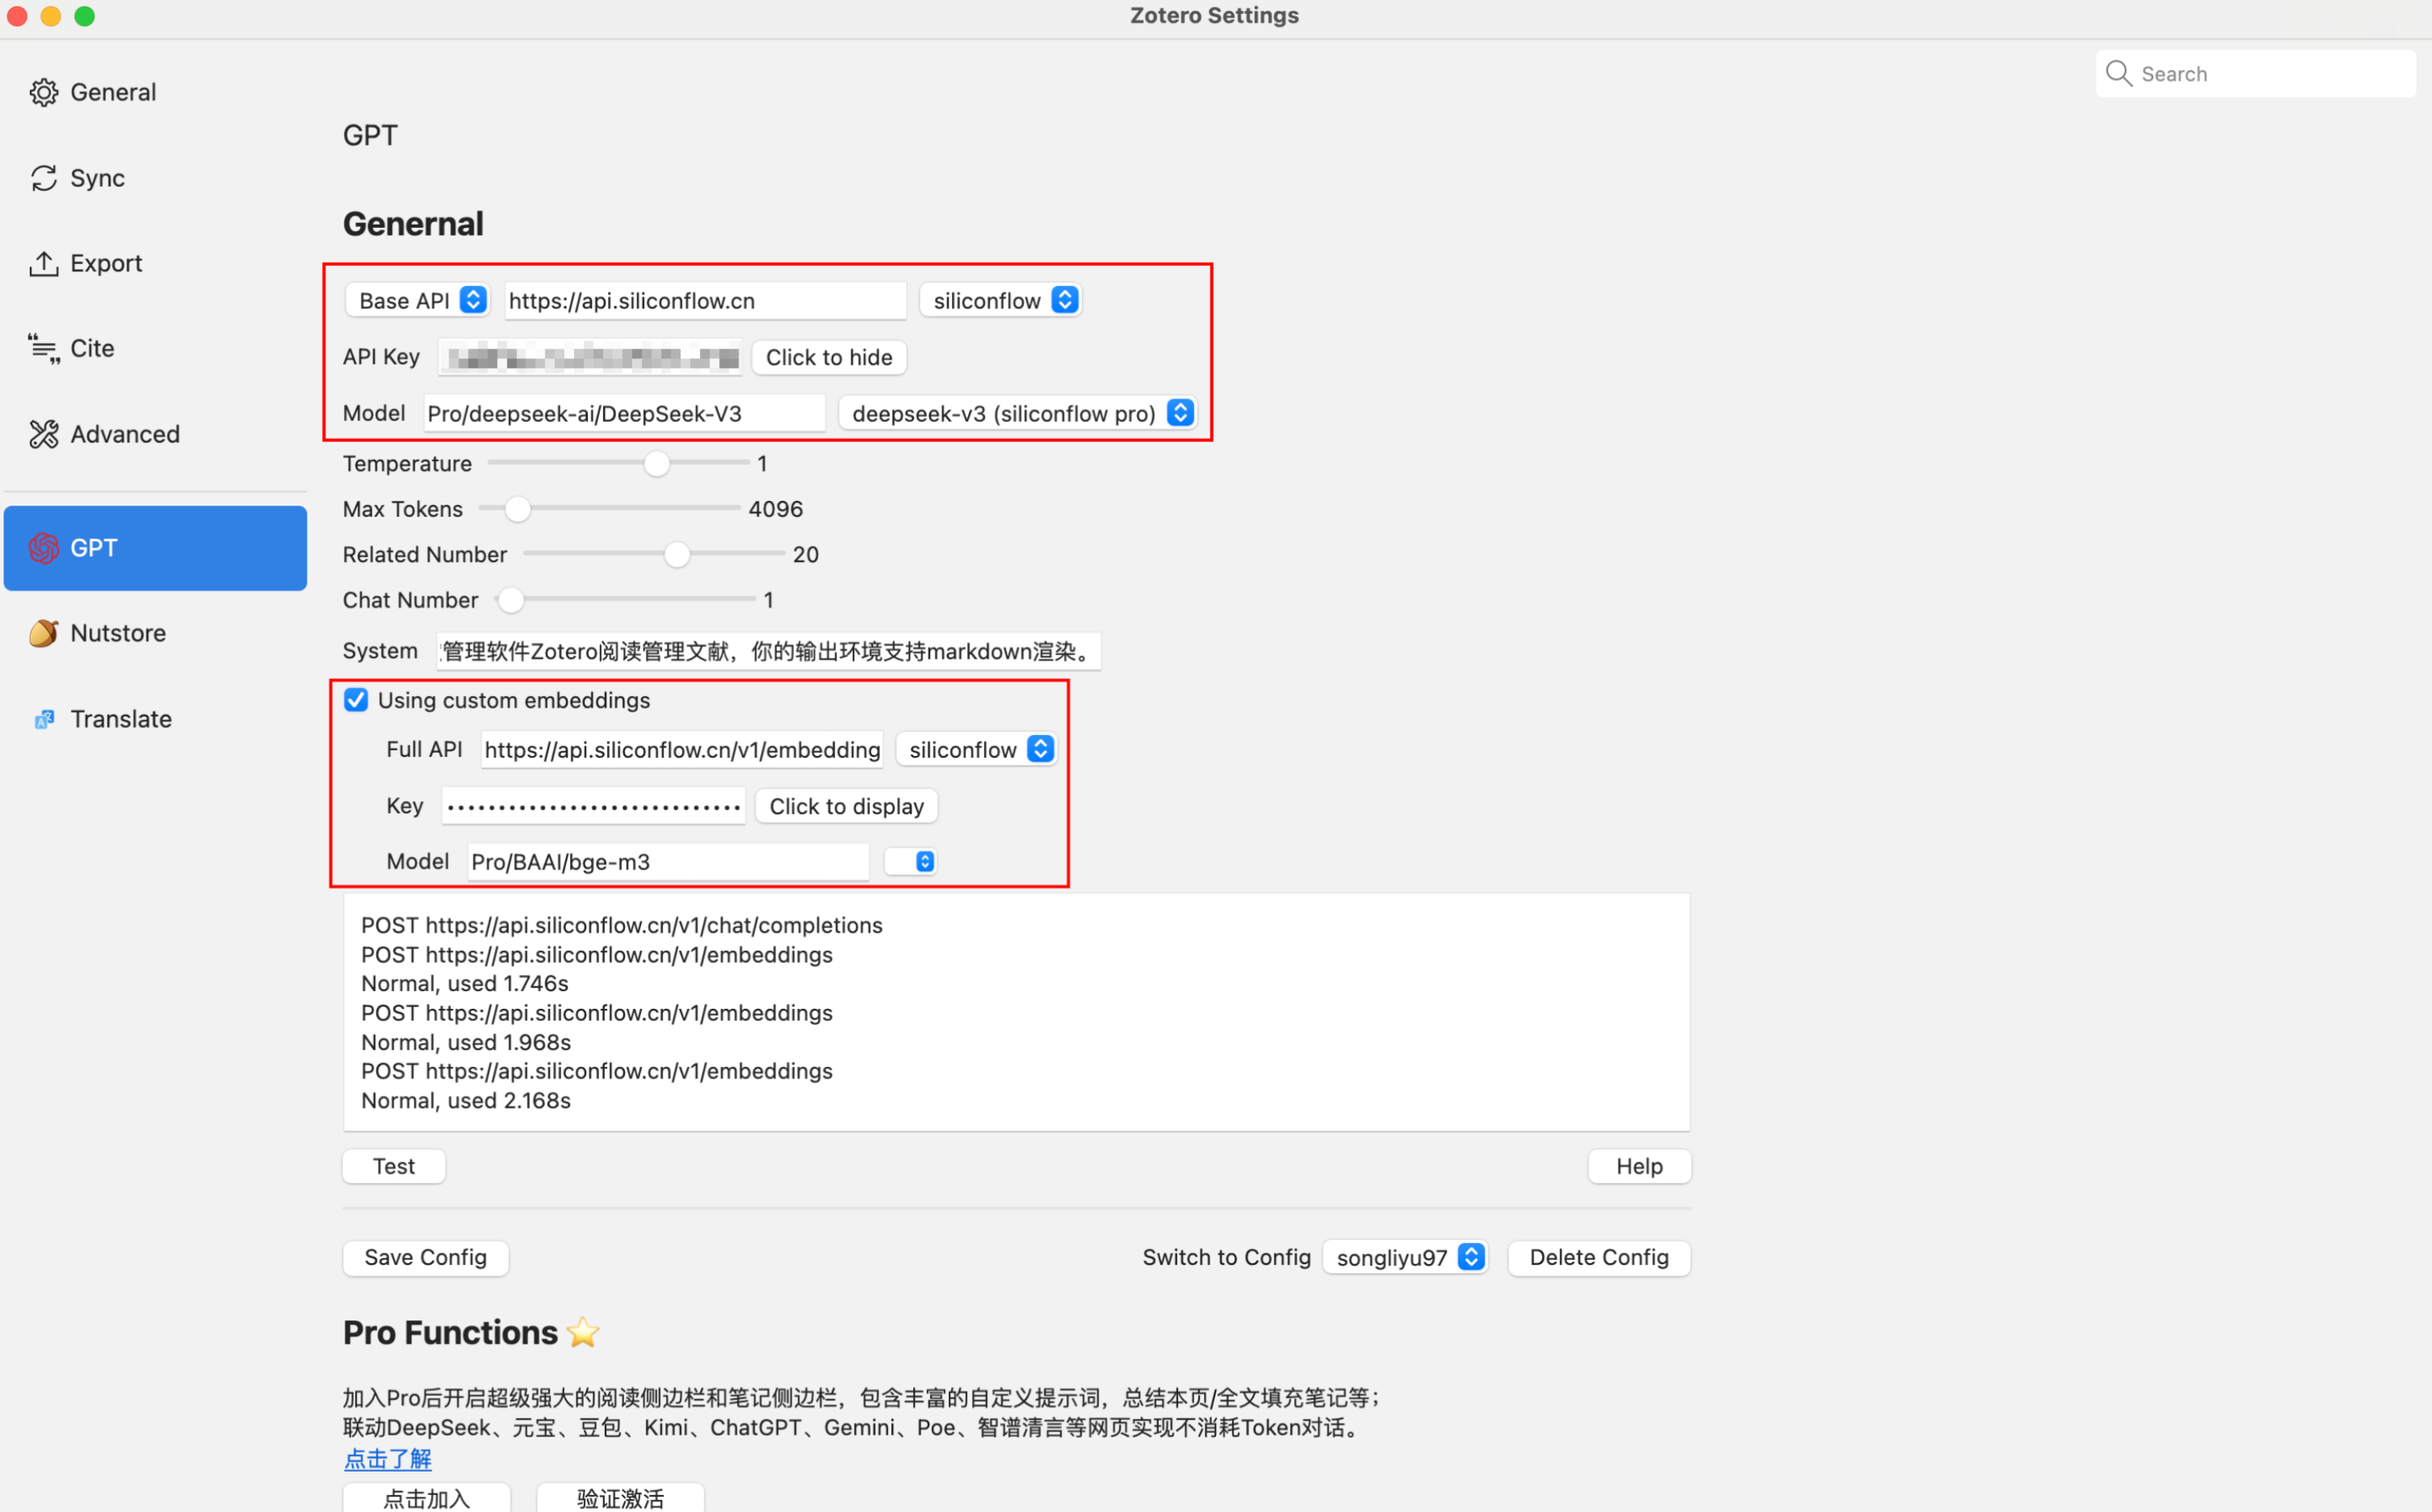 Zotero Settings
Search
General
Sync
Export
Cite
Advanced
GPT
Nutstore
Translate
GPT
Genernal
Base API https://api.siliconflow.cn siliconflow
API Key Click to hide
Model Pro/deepseek-ai/DeepSeek-V3 deepseek-v3 (siliconflow pro)
Temperature 1
Max Tokens 4096
Related Number 20
Chat Number 1
System 管理软件Zotero阅读管理文献，你的输出环境支持markdown渲染。
Using custom embeddings
Full API https://api.siliconflow.cn/v1/embedding siliconflow
Key Click to display
Model Pro/BAAI/bge-m3
POST https://api.siliconflow.cn/v1/chat/completions
POST https://api.siliconflow.cn/v1/embeddings
Normal, used 1.746s
POST https://api.siliconflow.cn/v1/embeddings
Normal, used 1.968s
POST https://api.siliconflow.cn/v1/embeddings
Normal, used 2.168s
Test Help
Save Config Switch to Config songliyu97 Delete Config
Pro Functions ⭐
加入Pro后开启超级强大的阅读侧边栏和笔记侧边栏，包含丰富的自定义提示词，总结本页/全文填充笔记等；
联动DeepSeek、元宝、豆包、Kimi、ChatGPT、Gemini、Poe、智谱清言等网页实现不消耗Token对话。
点击了解
点击加入 验证激活